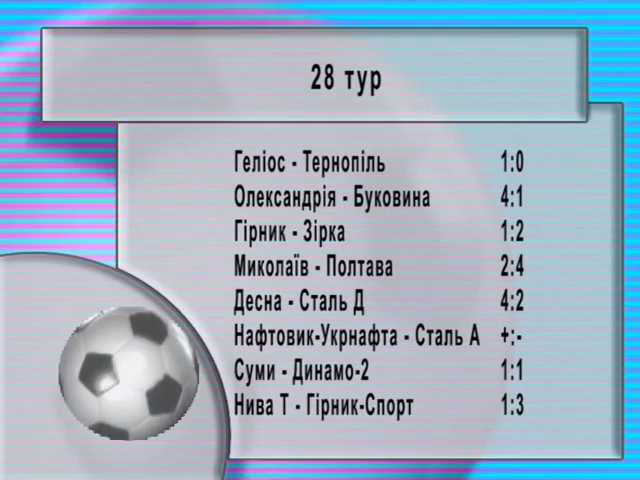 28 тур
Геліос - Тернопіль 1:0
Олександрія - Буковина 4:1
Гірник - Зірка 1:2
Миколаїв - Полтава 2:4
Десна - Сталь Д 4:2
Нафтовик-Укрнафта - Сталь А +:-
Суми - Динамо-2 1:1
Нива Т - Гірник-Спорт 1:3